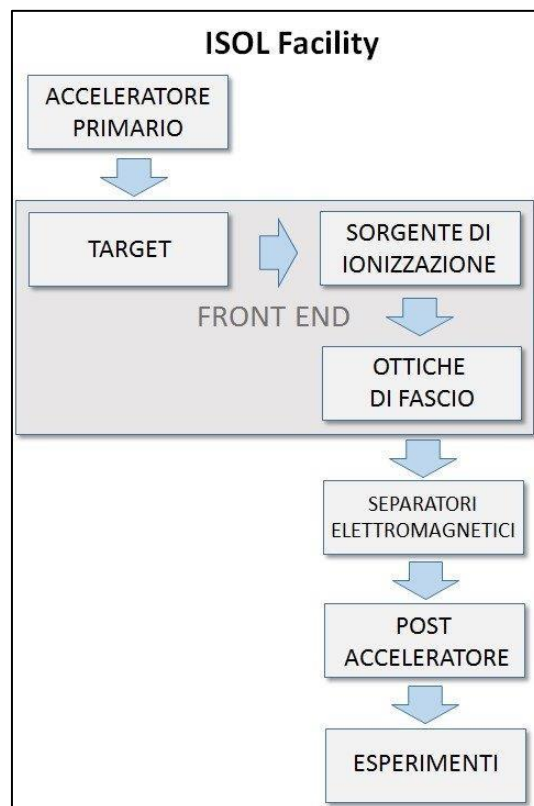 ISOL Facility
ACCELERATORE
PRIMARIO
TARGET
SORGENTE DI
IONIZZAZIONE
FRONT END
OTTICHE
DI FASCIO
SEPARATORI
ELETTROMAGNETICI
POST
ACCELERATORE
ESPERIMENTI